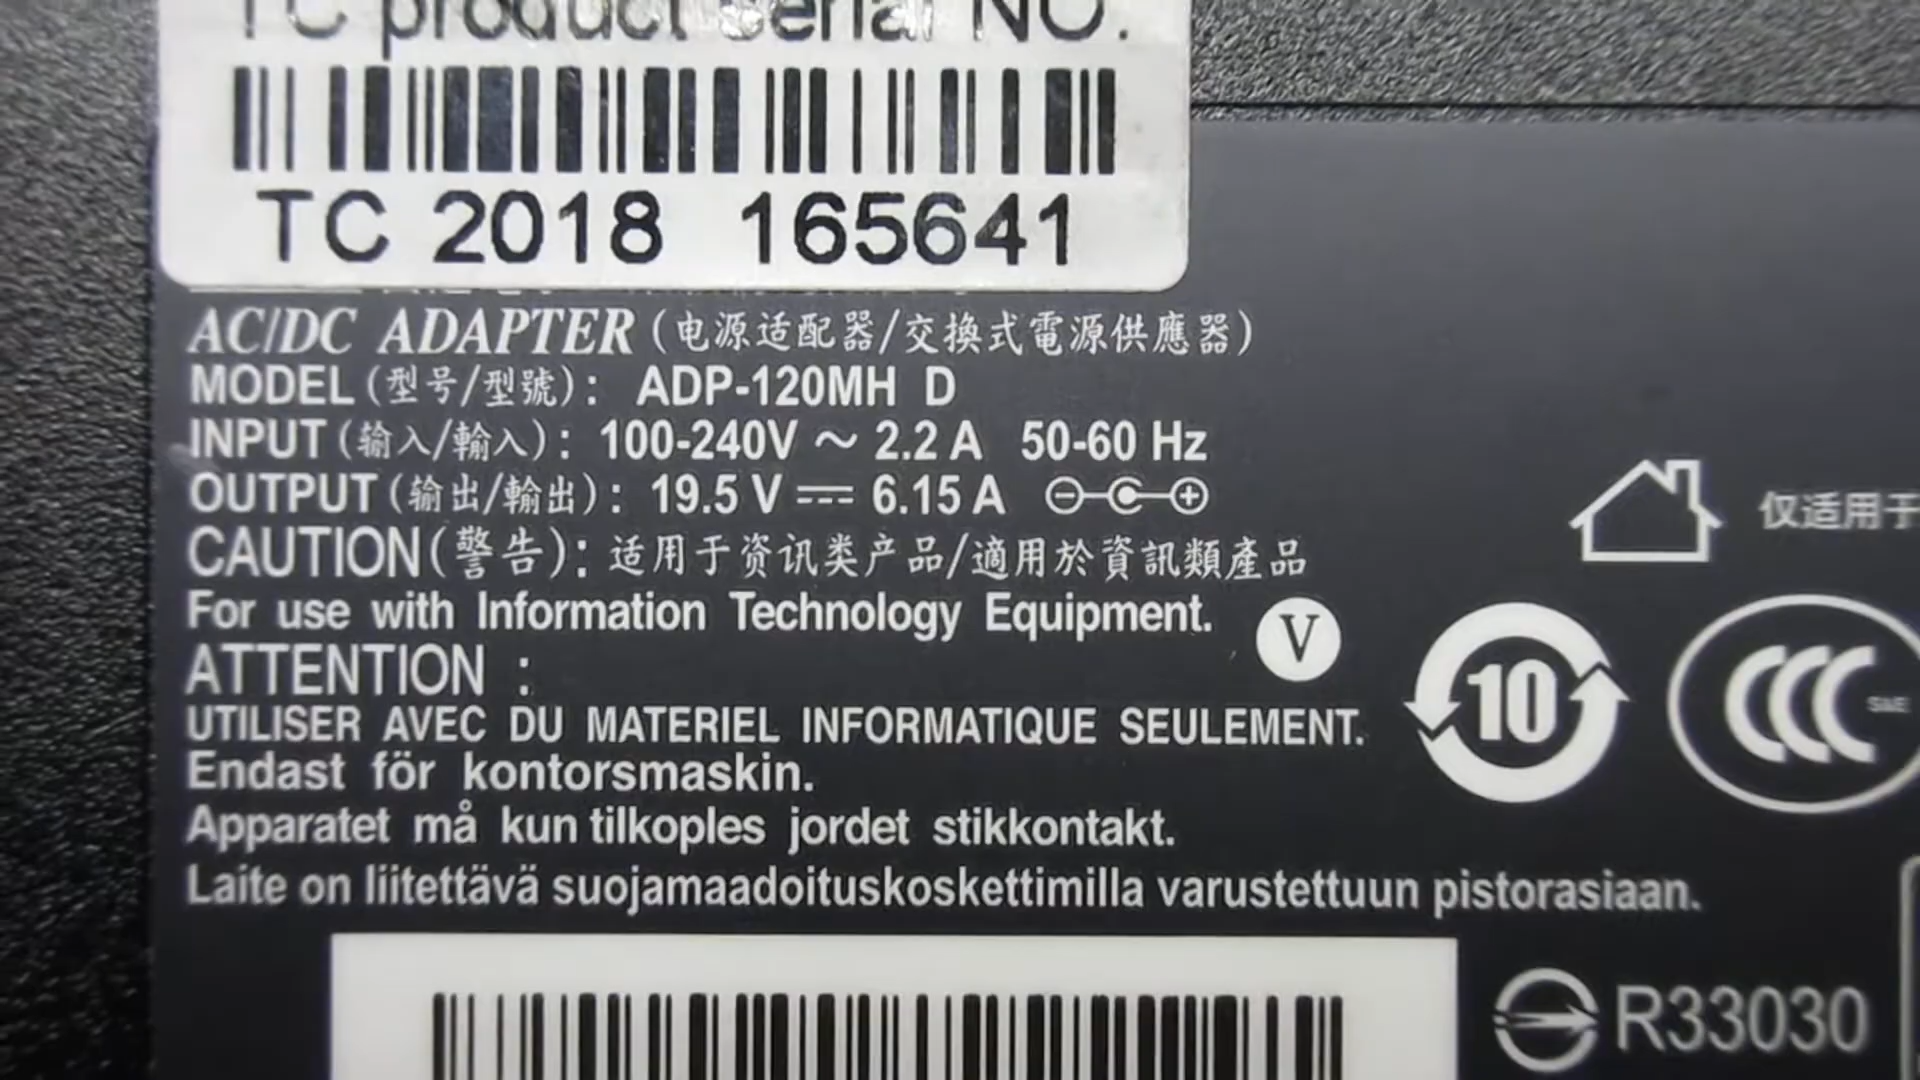 TC product serial NO.
TC 2018 165641
AC/DC ADAPTER (电源适配器/交換式電源供應器)
MODEL (型号/型號): ADP-120MH D
INPUT (输入/輸入): 100-240V ~ 2.2 A 50-60 Hz
OUTPUT (输出/輸出): 19.5 V ⎓ 6.15 A
CAUTION (警告): 适用于资讯类产品/適用於資訊類產品
仅适用于
For use with Information Technology Equipment.
V
ATTENTION :
UTILISER AVEC DU MATERIEL INFORMATIQUE SEULEMENT.
10
CCC
S&E
Endast för kontorsmaskin.
Apparatet må kun tilkoples jordet stikkontakt.
Laite on liitettävä suojamaadoituskoskettimilla varustettuun pistorasiaan.
R33030